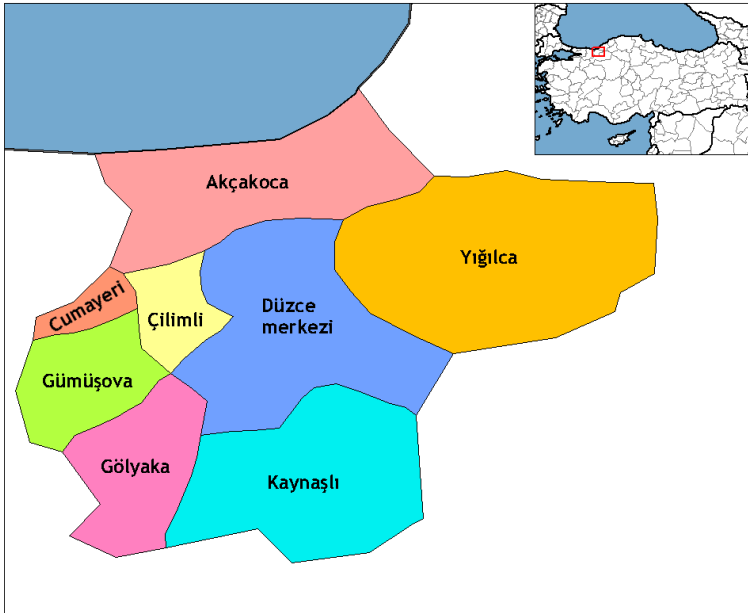 Akçakoca
Yığılca
Cumayeri
Çilimli
Düzce
merkezi
Gümüşova
Gölyaka
Kaynaşlı